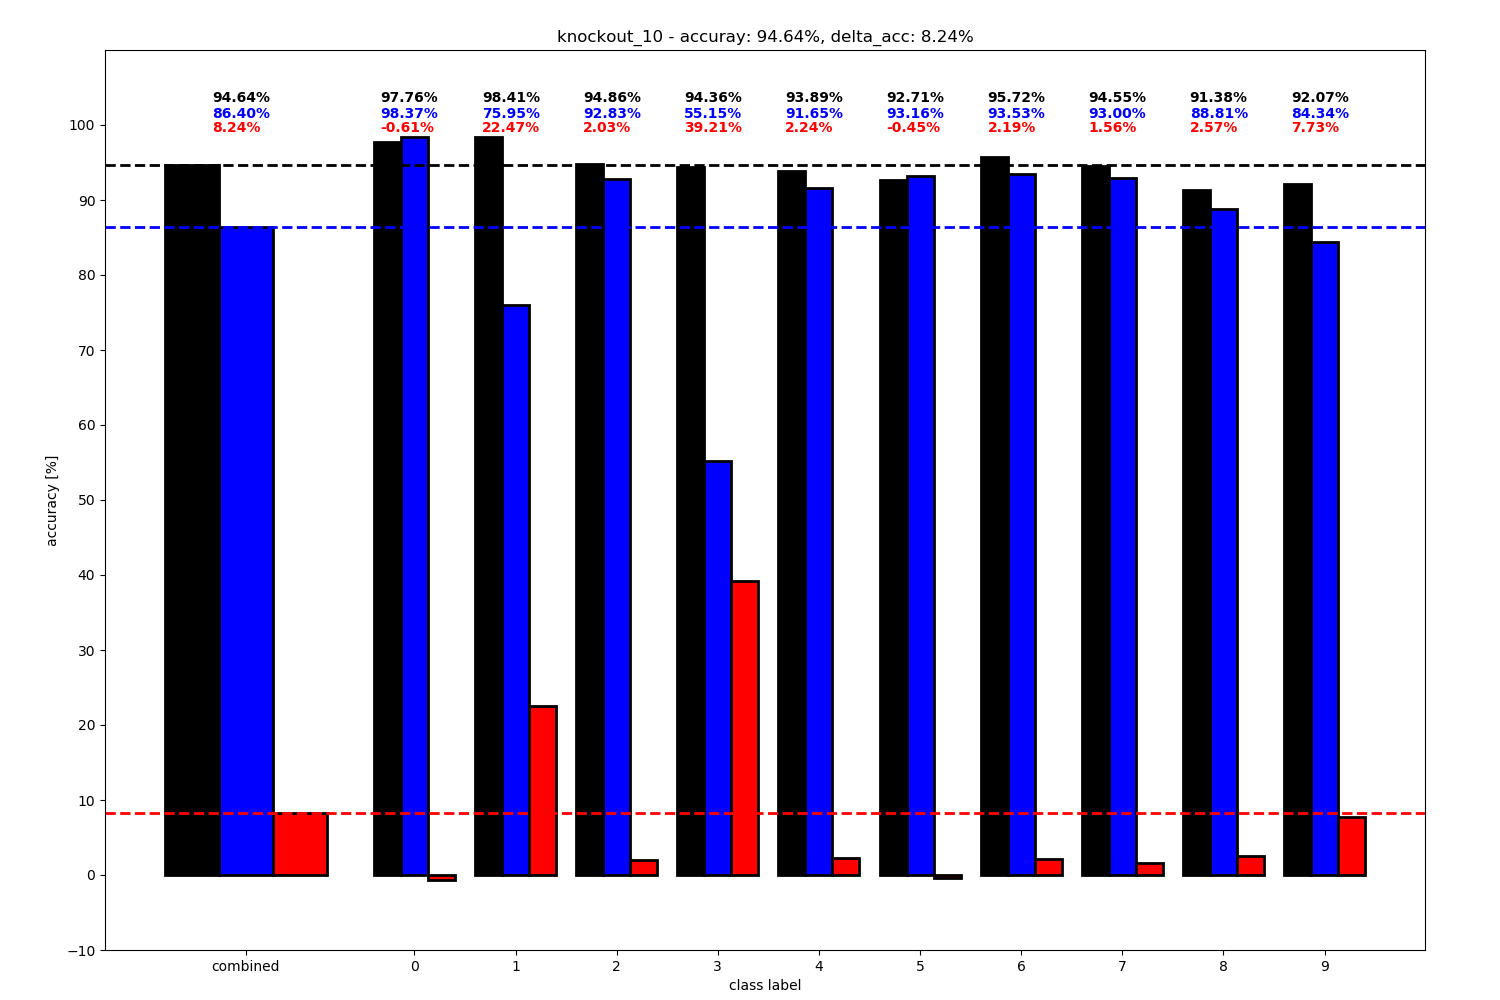 knockout_10 - accuray: 94.64%, delta_acc: 8.24%
94.64% 97.76% 98.41% 94.86% 94.36% 93.89% 92.71% 95.72% 94.55% 91.38% 92.07%
86.40% 98.37% 75.95% 92.83% 55.15% 91.65% 93.16% 93.53% 93.00% 88.81% 84.34%
8.24% -0.61% 22.47% 2.03% 39.21% 2.24% -0.45% 2.19% 1.56% 2.57% 7.73%
100
90
80
70
60
50
40
30
20
10
0
−10
accuracy [%]
combined 0 1 2 3 4 5 6 7 8 9
class label